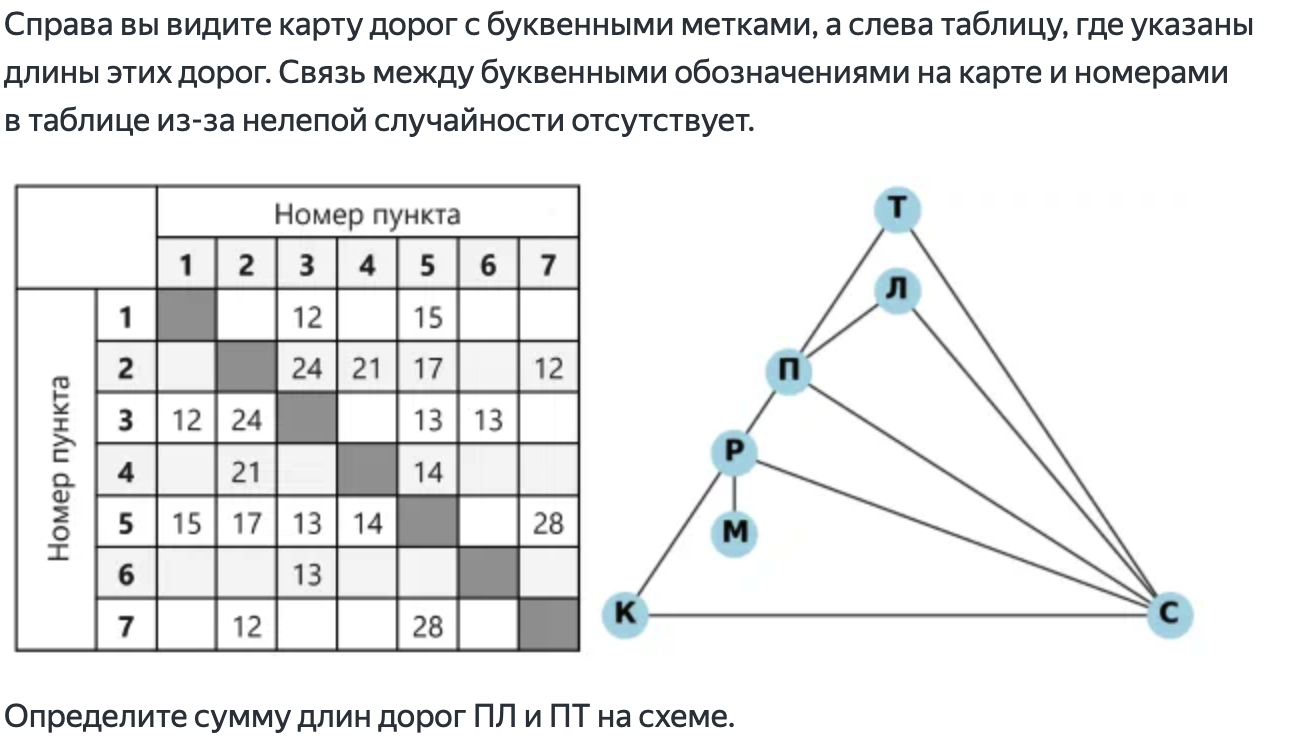 Справа вы видите карту дорог с буквенными метками, а слева таблицу, где указаны
длины этих дорог. Связь между буквенными обозначениями на карте и номерами
в таблице из-за нелепой случайности отсутствует.
Номер пункта
1 2 3 4 5 6 7
Номер пункта
1 12 15
2 24 21 17 12
3 12 24 13 13
4 21 14
5 15 17 13 14 28
6 13
7 12 28
Т
Л
П
Р
М
К С
Определите сумму длин дорог ПЛ и ПТ на схеме.